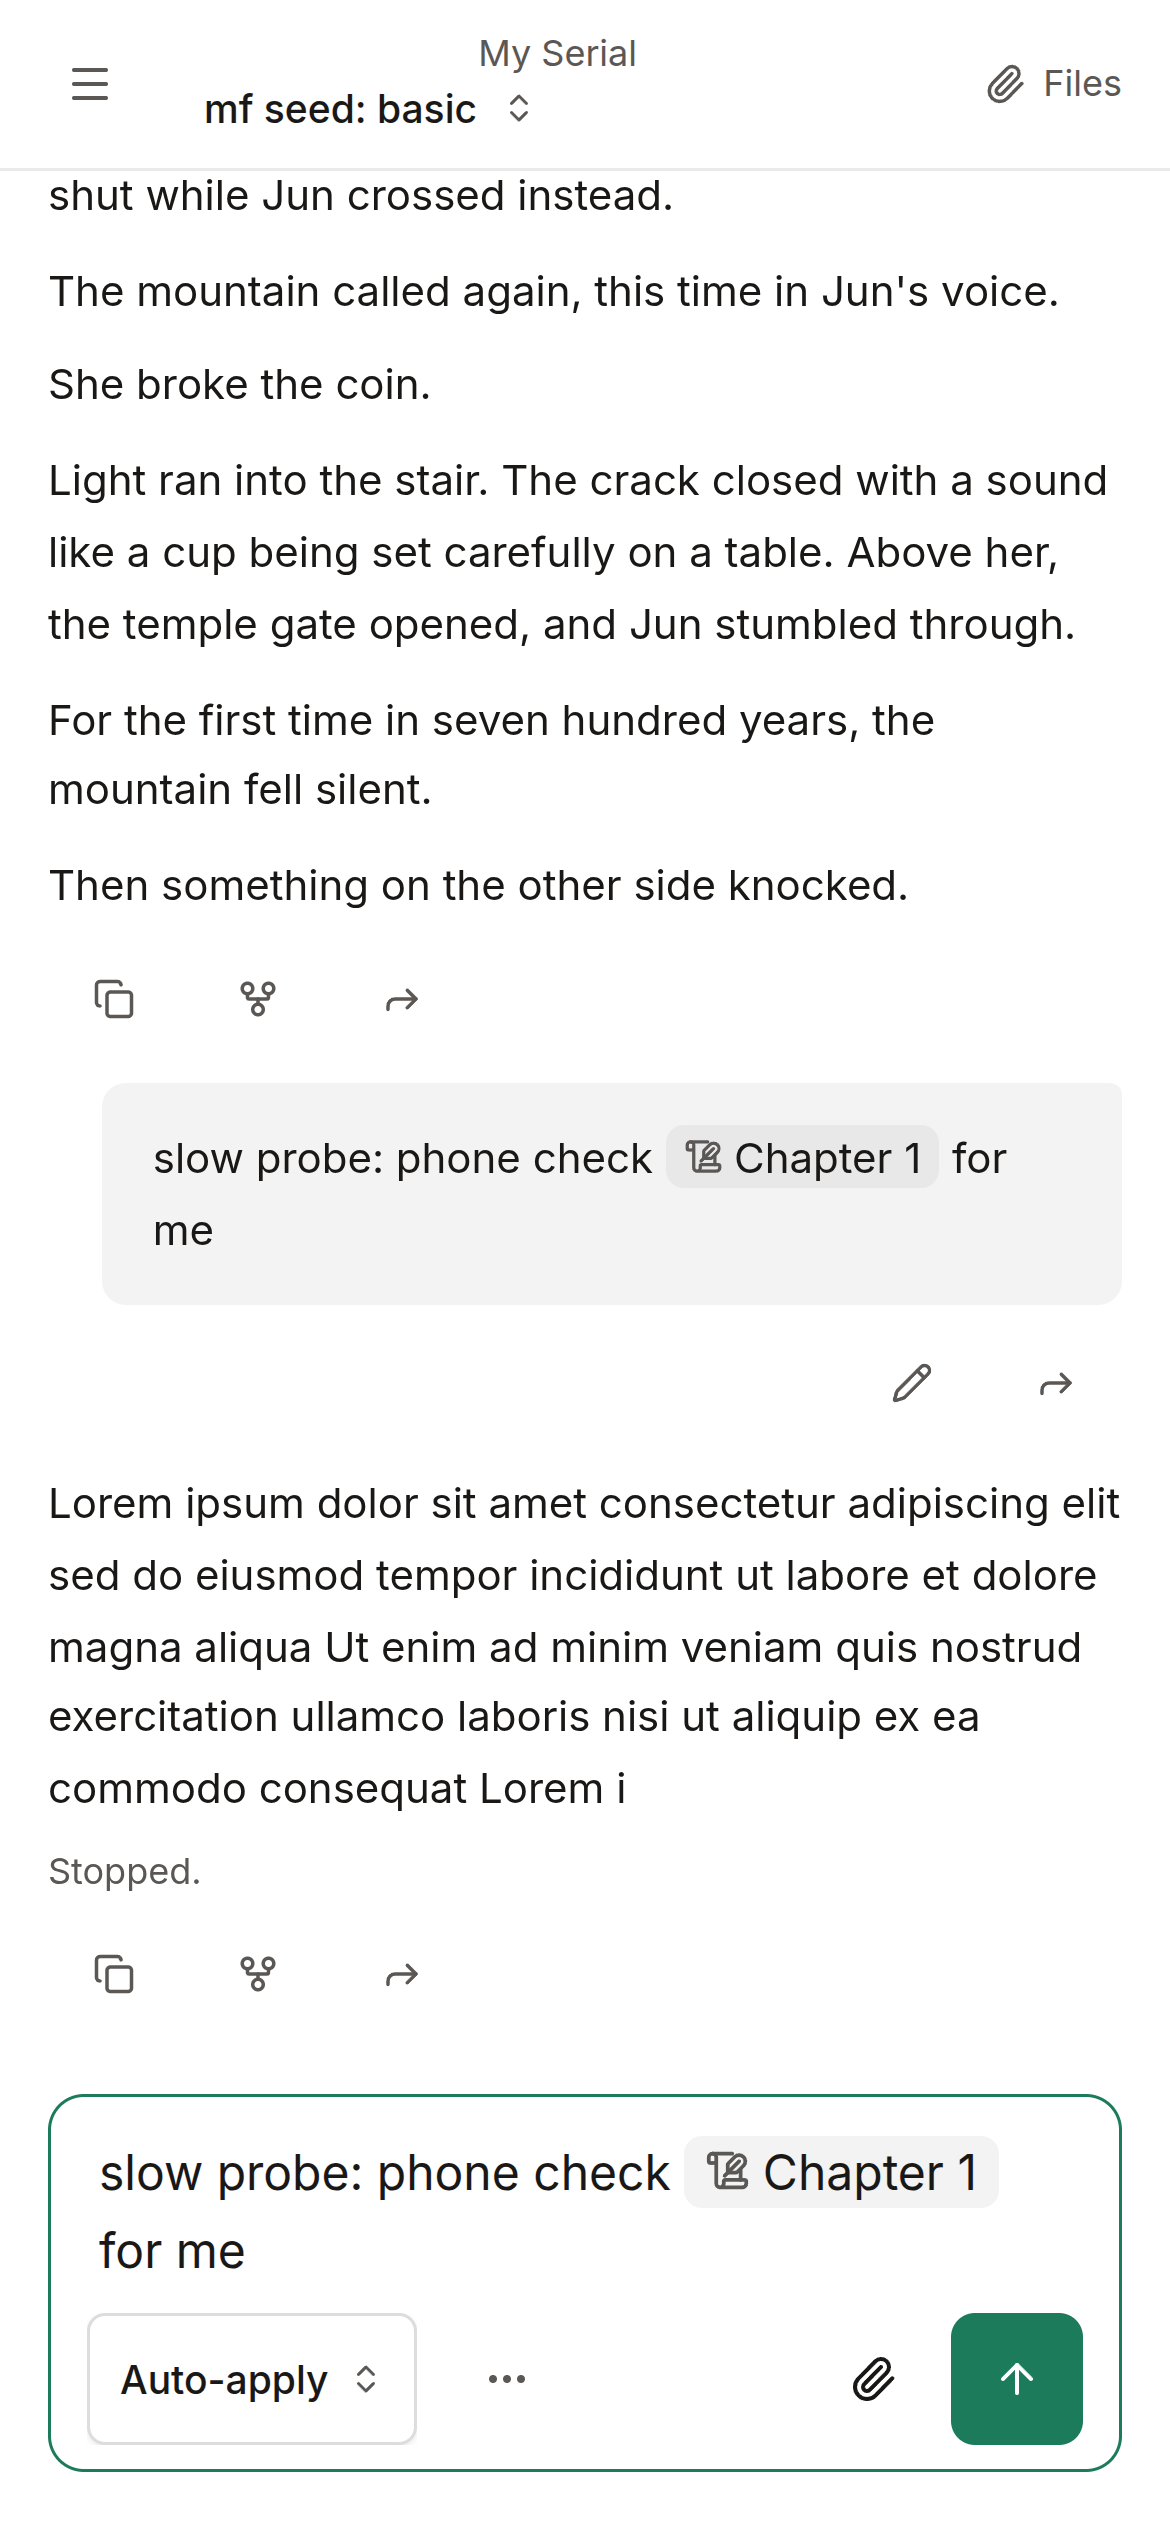 My Serial
mf seed: basic
Files
shut while Jun crossed instead.
The mountain called again, this time in Jun's voice.
She broke the coin.
Light ran into the stair. The crack closed with a sound
like a cup being set carefully on a table. Above her,
the temple gate opened, and Jun stumbled through.
For the first time in seven hundred years, the
mountain fell silent.
Then something on the other side knocked.
slow probe: phone check Chapter 1 for
me
Lorem ipsum dolor sit amet consectetur adipiscing elit
sed do eiusmod tempor incididunt ut labore et dolore
magna aliqua Ut enim ad minim veniam quis nostrud
exercitation ullamco laboris nisi ut aliquip ex ea
commodo consequat Lorem i
Stopped.
slow probe: phone check Chapter 1
for me
Auto-apply